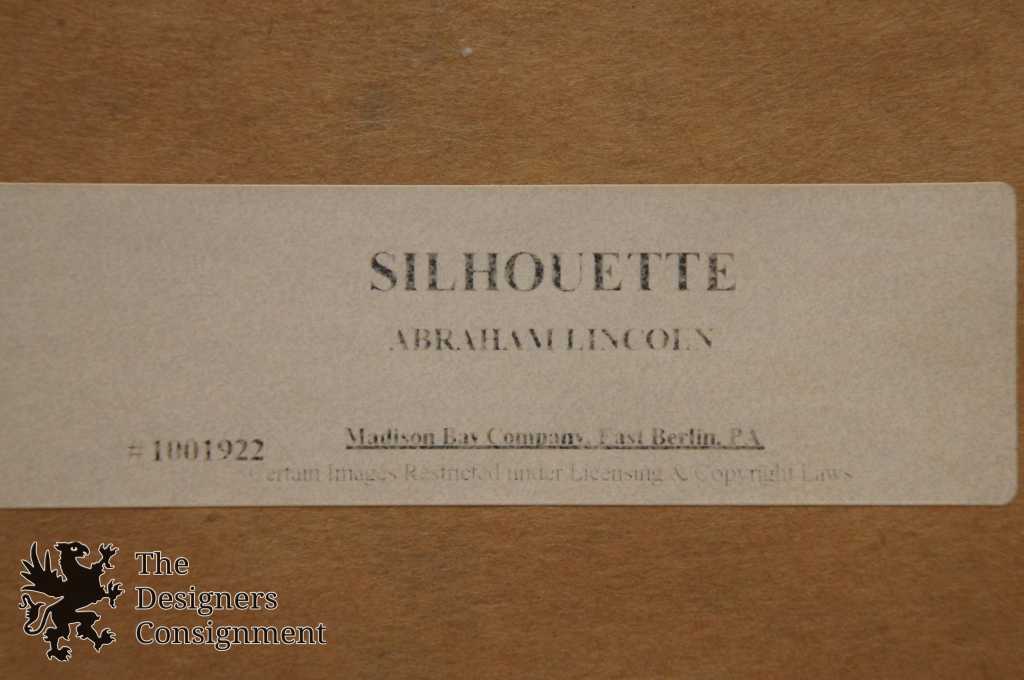 SILHOUETTE
ABRAHAM LINCOLN
# 1001922
Madison Bay Company, East Berlin, PA
Certain Images Restricted under Licensing & Copyright Laws
The
Designers
Consignment